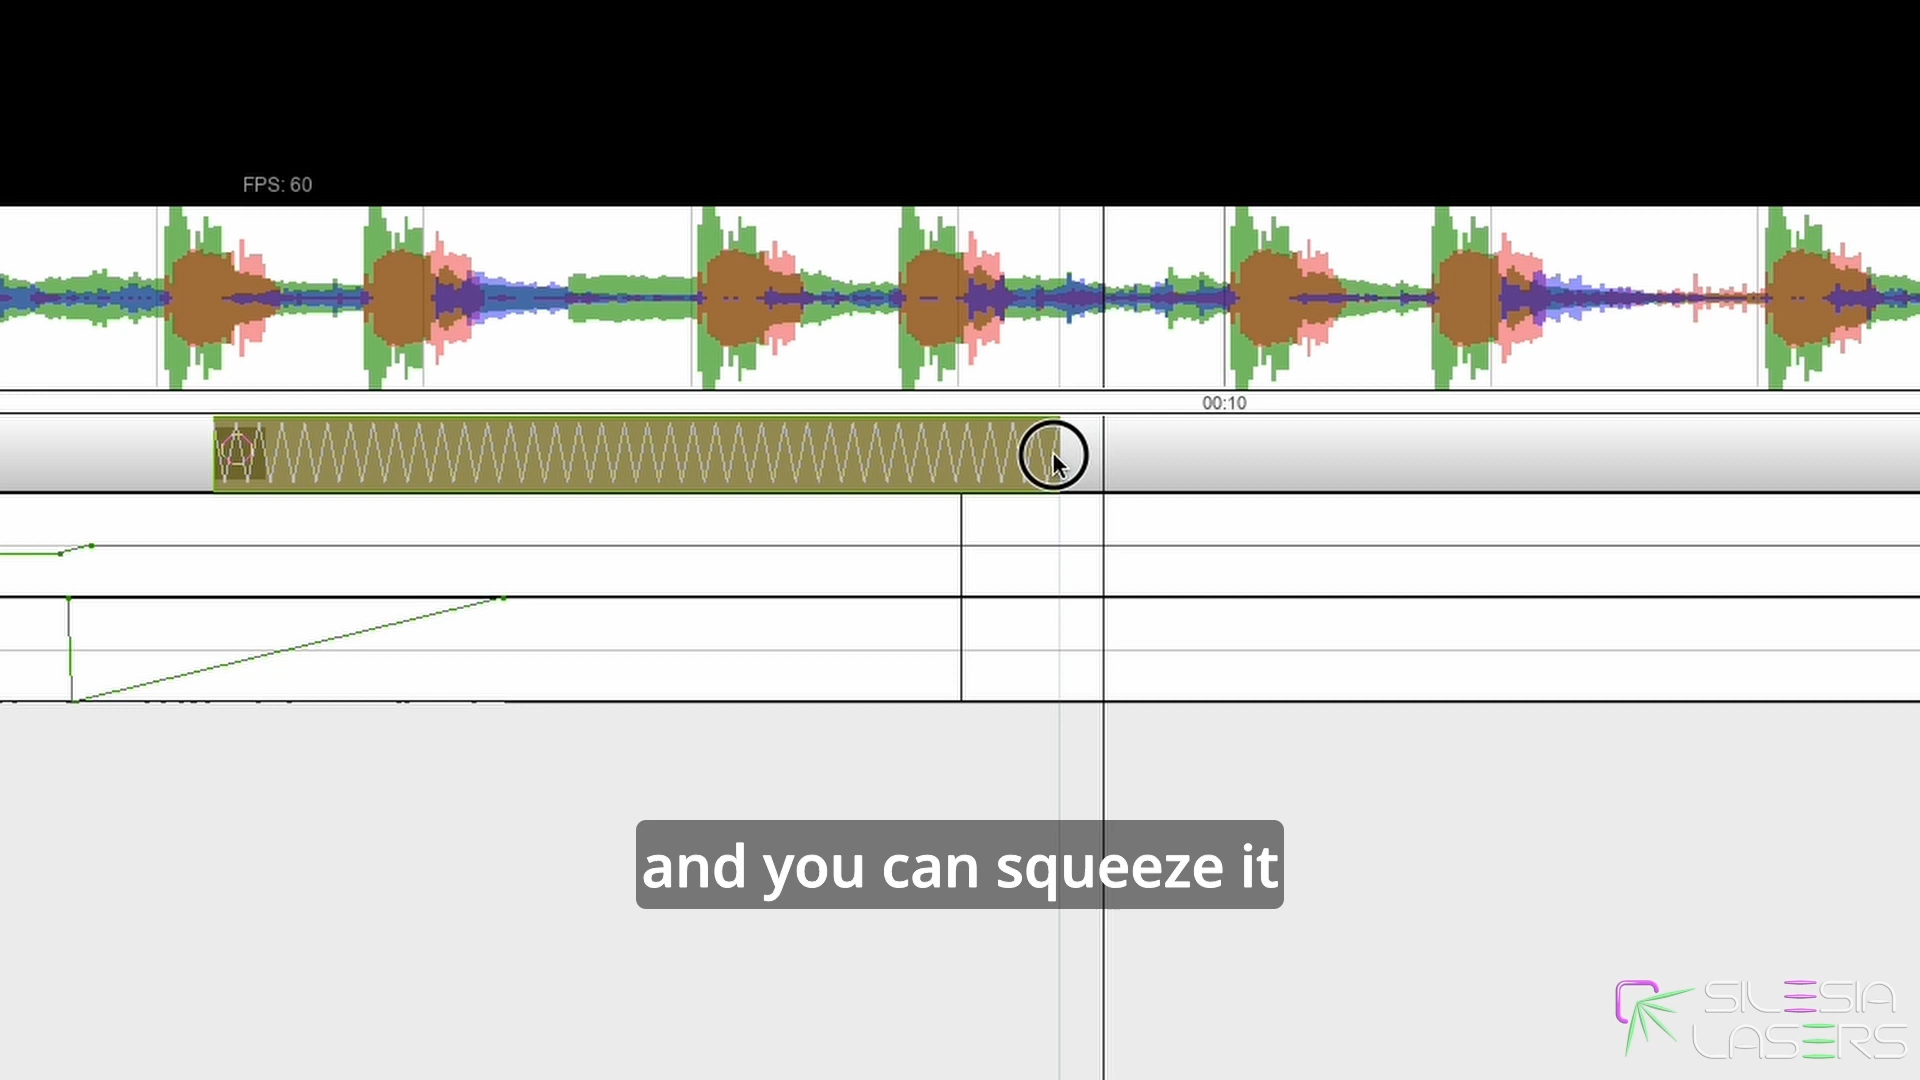 FPS: 60
00:10
and you can squeeze it
SILESIA
LASERS